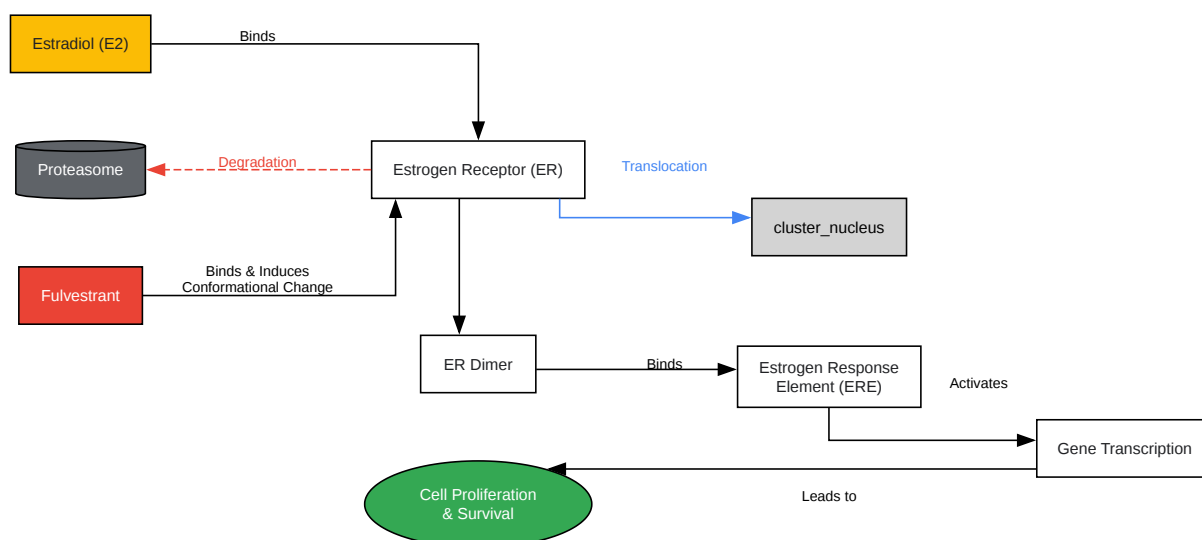 Estradiol (E2)
Binds
Proteasome
Degradation
Estrogen Receptor (ER)
Translocation
cluster_nucleus
Fulvestrant
Binds & Induces
Conformational Change
ER Dimer
Binds
Estrogen Response
Element (ERE)
Activates
Gene Transcription
Cell Proliferation
& Survival
Leads to